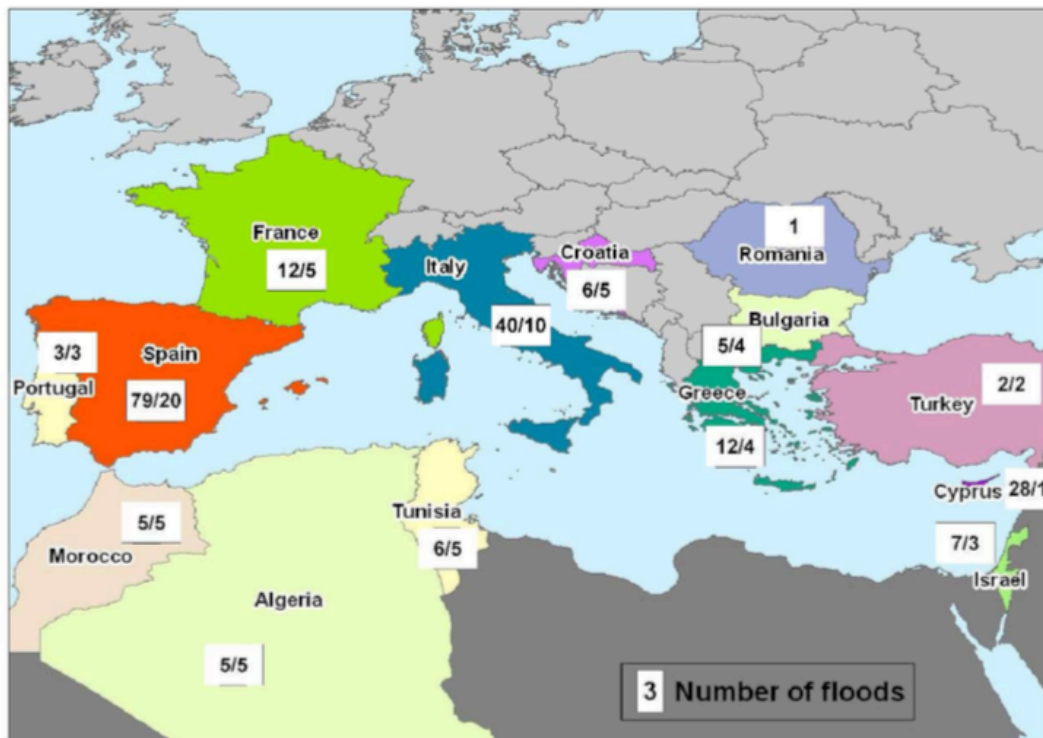 1
Romania
France
12/5
Italy
Croatia
6/5
40/10
Bulgaria
5/4
3/3
Spain
Portugal
79/20
Greece
12/4
2/2
Turkey
Cyprus
28/1
Tunisia
6/5
5/5
Morocco
7/3
Israel
Algeria
5/5
3 Number of floods